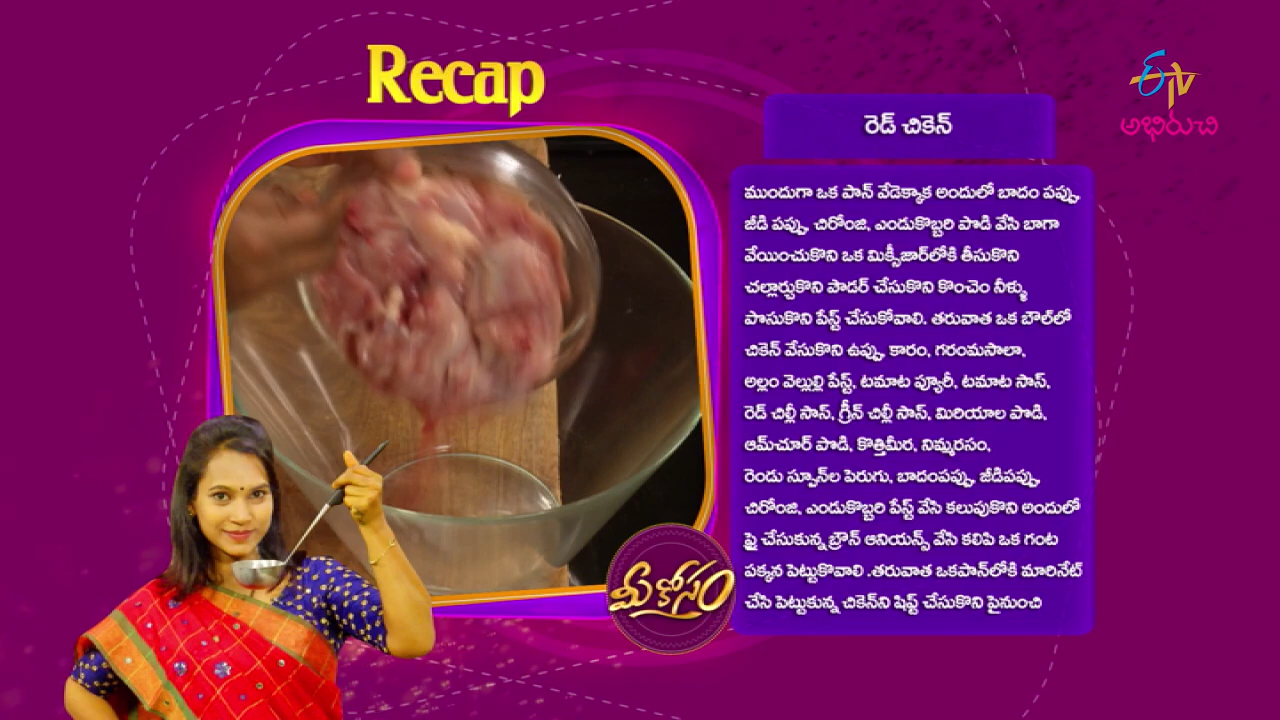 Recap
ETV
అభిరుచి
రెడ్ చికెన్
ముందుగా ఒక పాన్ వేడెక్కాక అందులో బాదం పప్పు,
జీడి పప్పు, చిరోంజి, ఎండుకొబ్బరి పొడి వేసి బాగా
వేయించుకొని ఒక మిక్సీజార్‌లోకి తీసుకొని
చల్లార్చుకొని పౌడర్ చేసుకొని కొంచెం నీళ్ళు
పోసుకొని పేస్ట్ చేసుకోవాలి. తరువాత ఒక బౌల్‌లో
చికెన్ వేసుకొని ఉప్పు, కారం, గరంమసాలా,
అల్లం వెల్లుల్లి పేస్ట్, టమాట ప్యూరీ, టమాట సాస్,
రెడ్ చిల్లీ సాస్, గ్రీన్ చిల్లీ సాస్, మిరియాల పొడి,
ఆమ్‌చూర్ పొడి, కొత్తిమీర, నిమ్మరసం,
రెండు స్పూన్‌ల పెరుగు, బాదంపప్పు, జీడిపప్పు,
చిరోంజి, ఎండుకొబ్బరి పేస్ట్ వేసి కలుపుకొని అందులో
ఫ్రై చేసుకున్న బ్రౌన్ ఆనియన్స్ వేసి కలిపి ఒక గంట
పక్కన పెట్టుకోవాలి .తరువాత ఒకపాన్‌లోకి మారినేట్
చేసి పెట్టుకున్న చికెన్‌ని షిఫ్ట్ చేసుకొని పైనుంచి
మీ కోసం